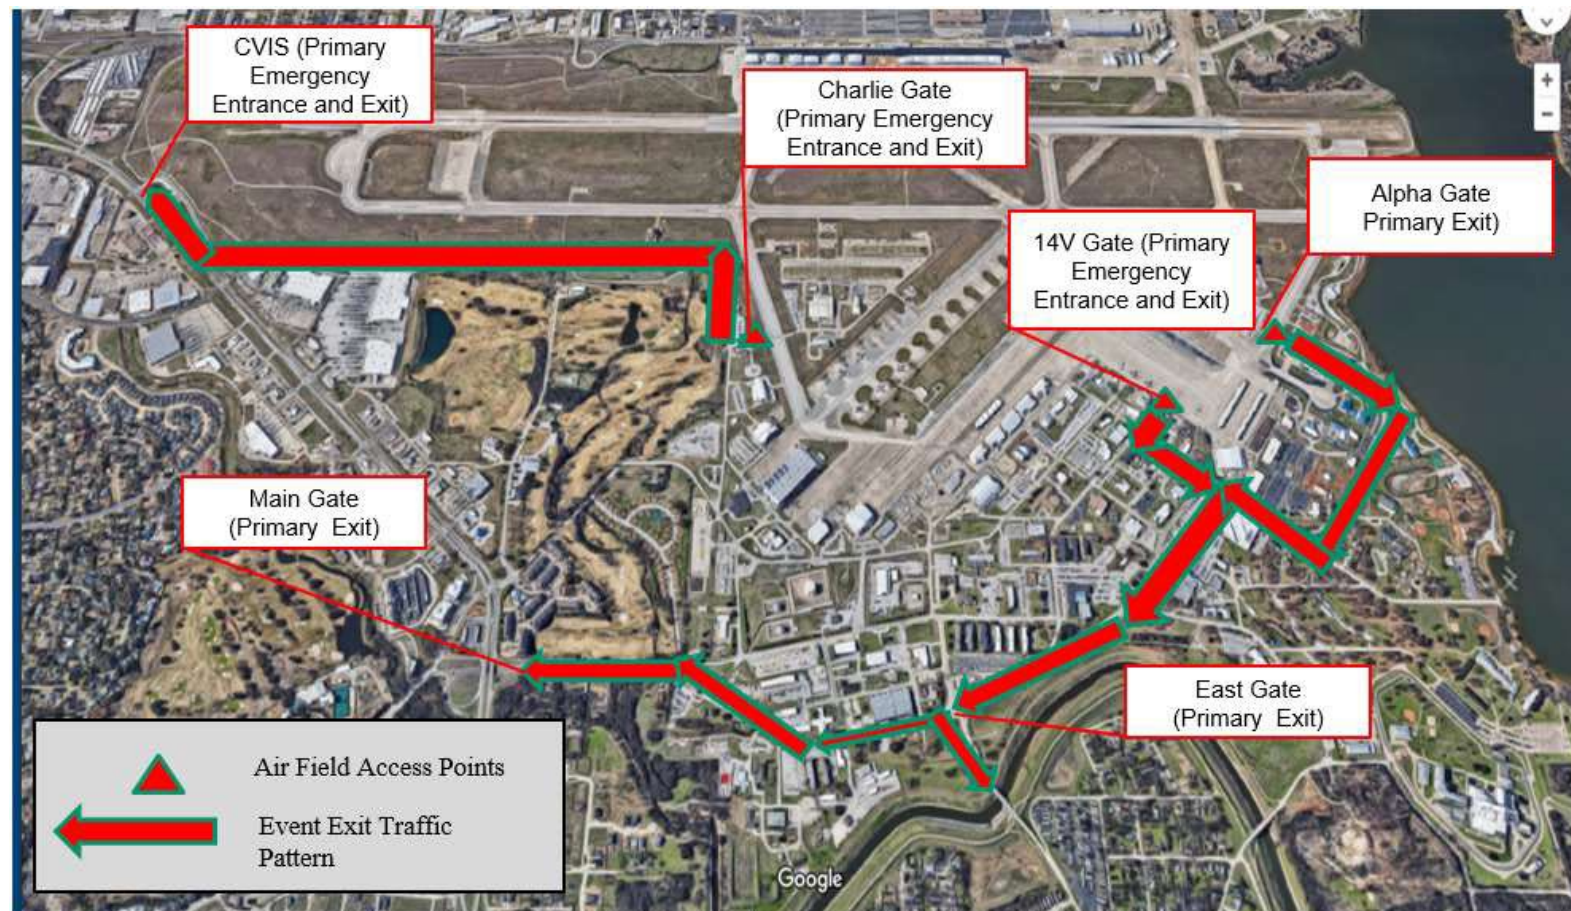 CVIS (Primary
Emergency
Entrance and Exit)
Charlie Gate
(Primary Emergency
Entrance and Exit)
Alpha Gate
Primary Exit)
14V Gate (Primary
Emergency
Entrance and Exit)
Main Gate
(Primary  Exit)
East Gate
(Primary  Exit)
Air Field Access Points
Event Exit Traffic
Pattern
Google